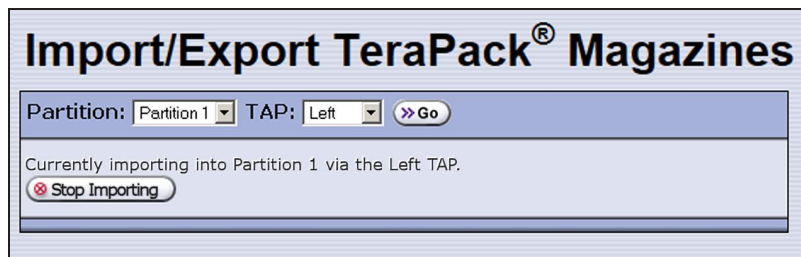 Import/Export TeraPack® Magazines
Partition: Partition 1 TAP: Left Go
Currently importing into Partition 1 via the Left TAP.
Stop Importing